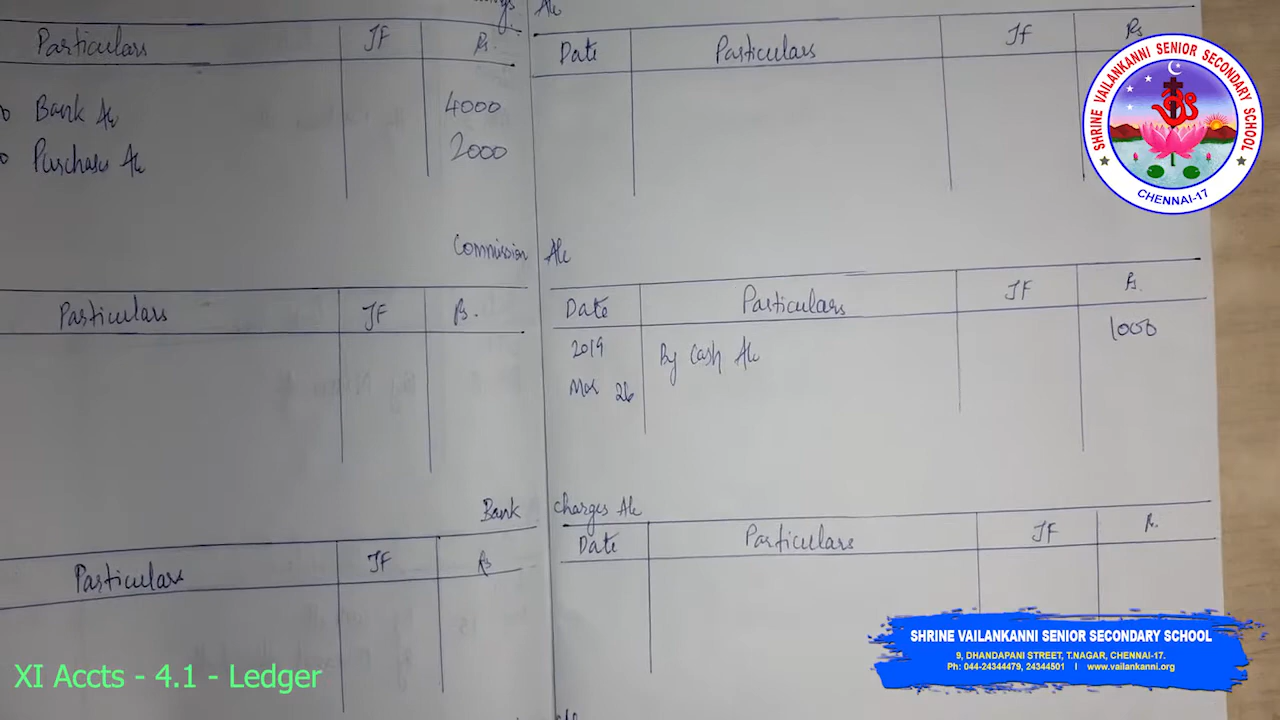 A/c
Particulars JF Rs. Date Particulars JF Rs
Bank A/c 4000
Purchases A/c 2000
Commission A/c
Particulars JF Rs. Date Particulars JF Rs.
2019 By Cash A/c 1000
Mar 26
Bank charges A/c
Particulars JF Rs Date Particulars JF Rs.
SHRINE VAILANKANNI SENIOR SECONDARY SCHOOL
CHENNAI-17
XI Accts - 4.1 - Ledger
SHRINE VAILANKANNI SENIOR SECONDARY SCHOOL
9, DHANDAPANI STREET, T.NAGAR, CHENNAI-17.
Ph: 044-24344479, 24344501 I www.vailankanni.org